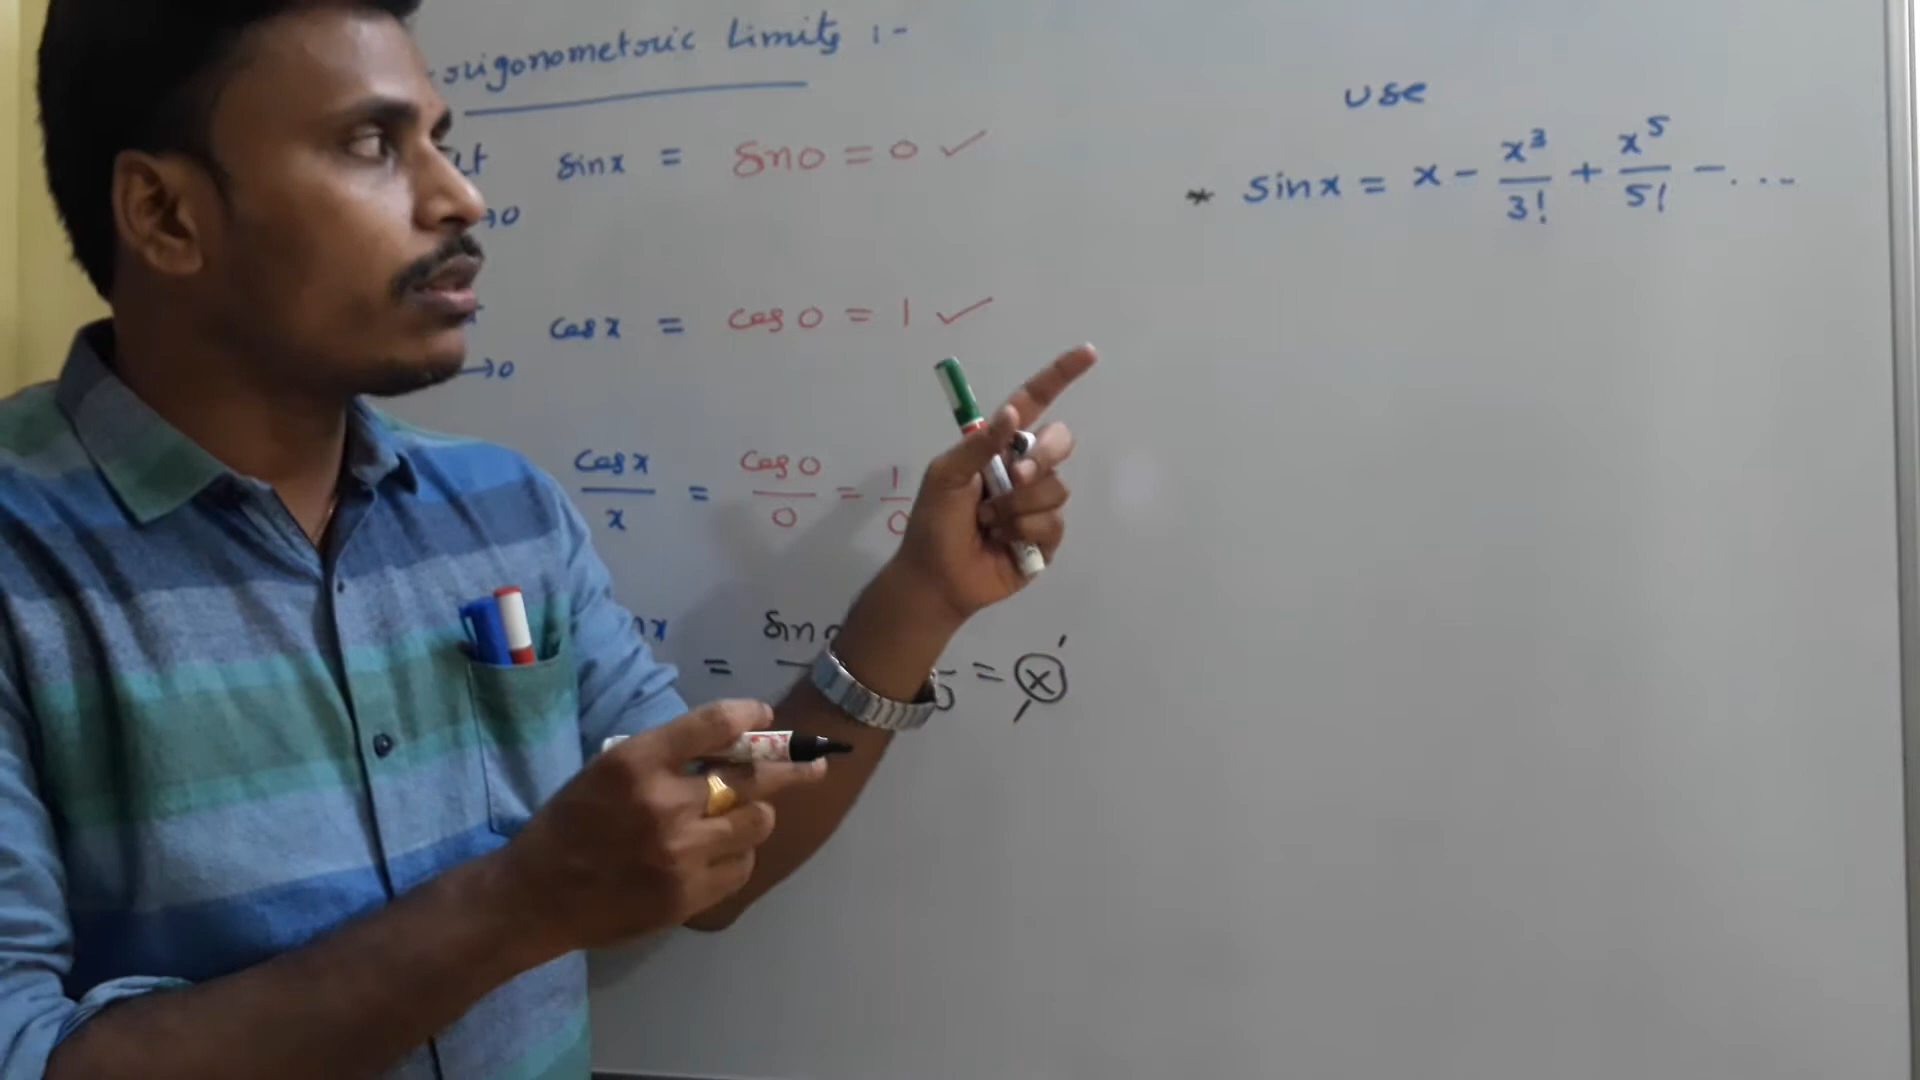 trigonometric Limits :-
Lt sinx = sin0 = 0 ✓
→0
cosx = cos0 = 1 ✓
→0
cosx / x = cos0 / 0 = 1 / 0
= sin = x
use
* sinx = x - x³/3! + x⁵/5! - ...